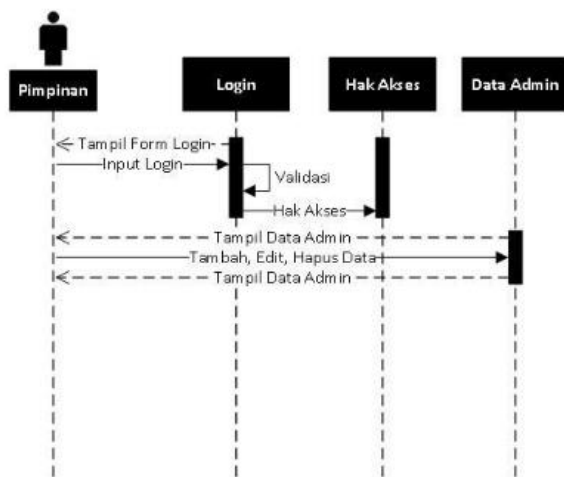 Pimpinan
Login
Hak Akses
Data Admin
Tampil Form Login
Input Login
Validasi
Hak Akses
Tampil Data Admin
Tambah, Edit, Hapus Data
Tampil Data Admin